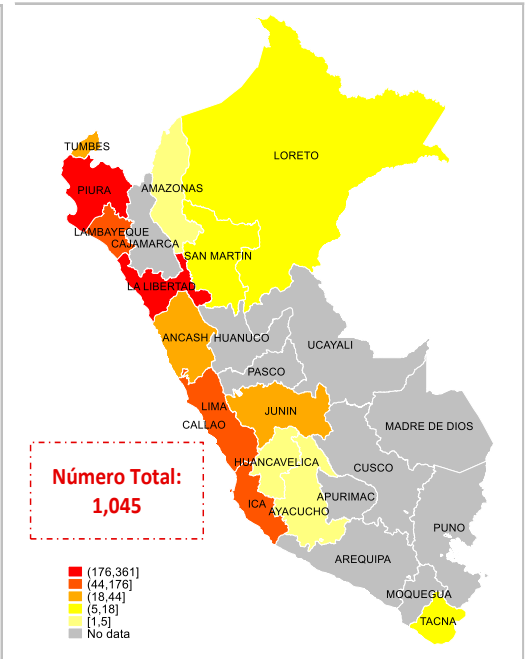 LORETO
TUMBES
PIURA
AMAZONAS
LAMBAYEQUE
CAJAMARCA
SAN MARTIN
LA LIBERTAD
ANCASH
HUANUCO
UCAYALI
PASCO
LIMA
JUNIN
CALLAO
MADRE DE DIOS
HUANCAVELICA
CUSCO
Número Total:
1,045
APURIMAC
ICA
AYACUCHO
PUNO
AREQUIPA
MOQUEGUA
TACNA
(176,361]
(44,176]
(18,44]
(5,18]
[1,5]
No data